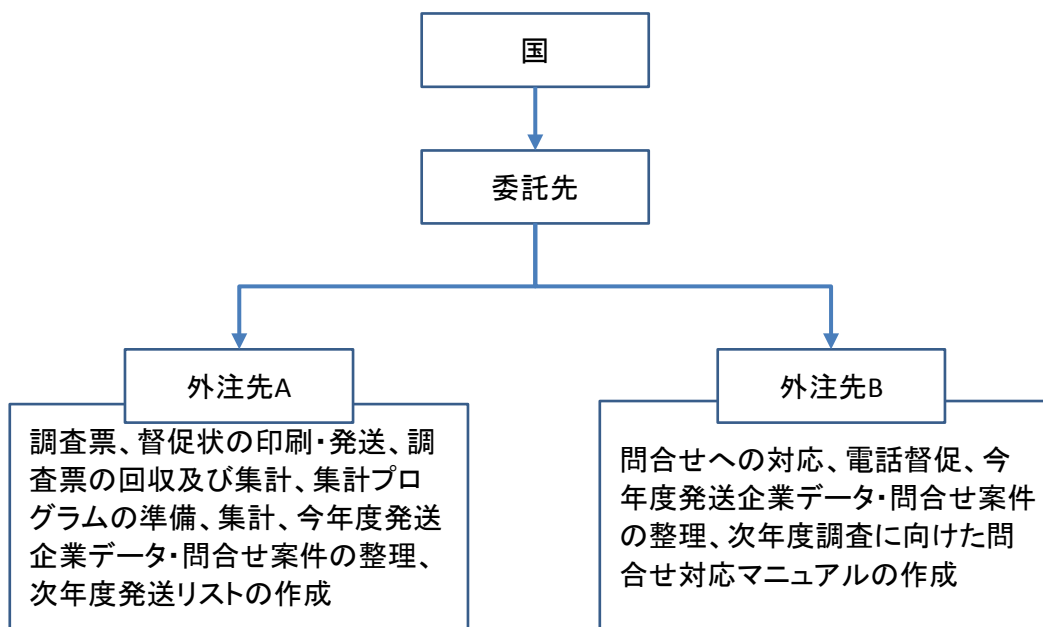 国
委託先
外注先A
調査票、督促状の印刷・発送、調
査票の回収及び集計、集計プロ
グラムの準備、集計、今年度発送
企業データ・問合せ案件の整理、
次年度発送リストの作成
外注先B
問合せへの対応、電話督促、今
年度発送企業データ・問合せ案件
の整理、次年度調査に向けた問
合せ対応マニュアルの作成